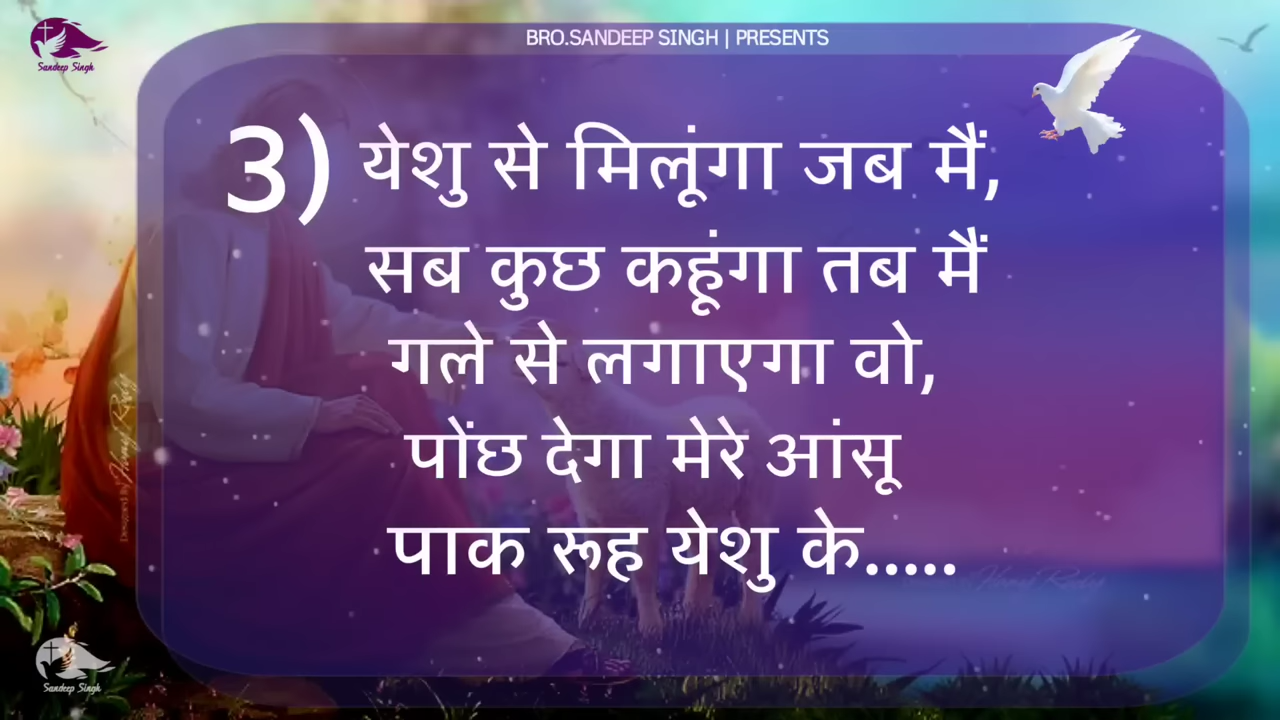 Sandeep Singh
BRO.SANDEEP SINGH | PRESENTS
3) येशु से मिलूंगा जब मैं,
सब कुछ कहूंगा तब मैं
गले से लगाएगा वो,
पोंछ देगा मेरे आंसू
पाक रूह येशु के.....
Sandeep Singh